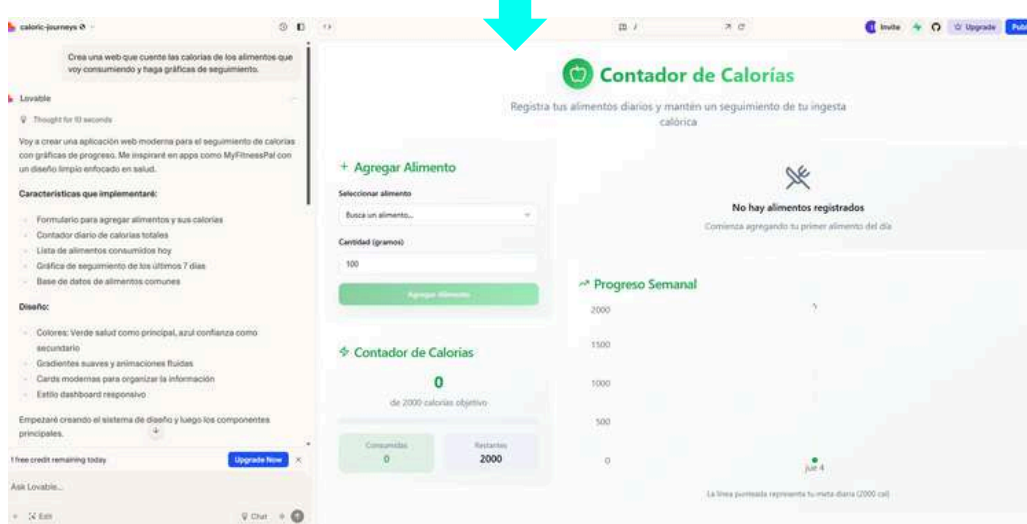 caloric-journeys
/
Invite
Upgrade
Crea una web que cuente las calorías de los alimentos que
voy consumiendo y haga gráficas de seguimiento.
Lovable
Thought for 10 seconds
Voy a crear una aplicación web moderna para el seguimiento de calorías
con gráficas de progreso. Me inspiraré en apps como MyFitnessPal con
un diseño limpio enfocado en salud.
Características que implementaré:
- Formulario para agregar alimentos y sus calorías
- Contador diario de calorías totales
- Lista de alimentos consumidos hoy
- Gráfica de seguimiento de los últimos 7 días
- Base de datos de alimentos comunes
Diseño:
- Colores: Verde salud como principal, azul confianza como
secundario
- Gradientes suaves y animaciones fluidas
- Cards modernas para organizar la información
- Estilo dashboard responsivo
Empezaré creando el sistema de diseño y luego los componentes
principales.
1 free credit remaining today
Upgrade Now
Ask Lovable...
Edit
Chat
Contador de Calorías
Registra tus alimentos diarios y mantén un seguimiento de tu ingesta
calórica
+ Agregar Alimento
Seleccionar alimento
Busca un alimento...
Cantidad (gramos)
100
Agregar Alimento
Contador de Calorías
0
de 2000 calorías objetivo
Consumidas
0
Restantes
2000
No hay alimentos registrados
Comienza agregando tu primer alimento del día
Progreso Semanal
2000
1500
1000
500
0
jue 4
La línea punteada representa tu meta diaria (2000 cal)